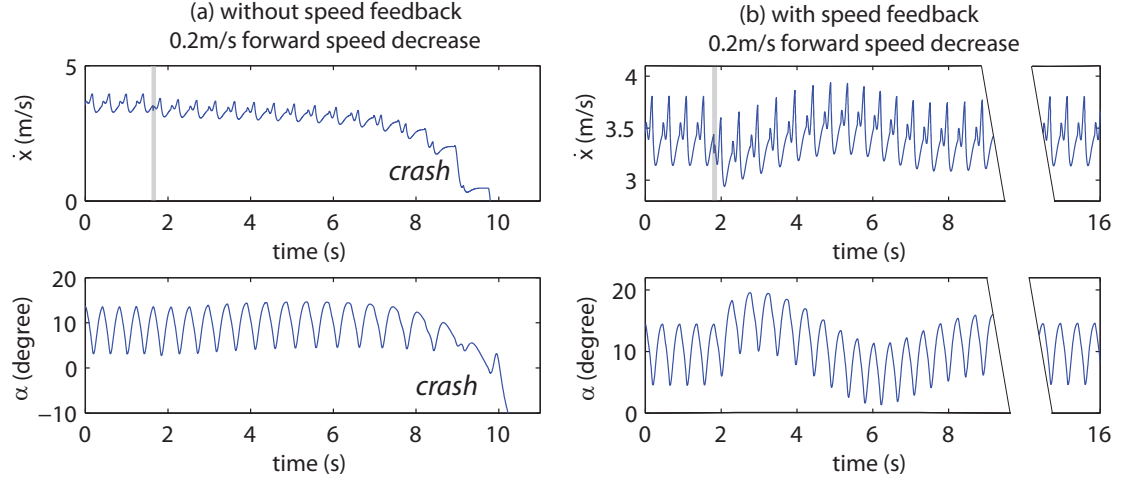 (a) without speed feedback
0.2m/s forward speed decrease
5
ẋ (m/s)
crash
0
0 2 4 6 8 10
time (s)
20
10
α (degree)
0
crash
−10
0 2 4 6 8 10
time (s)
(b) with speed feedback
0.2m/s forward speed decrease
4
3.5
ẋ (m/s)
3
0 2 4 6 8 16
time (s)
20
10
α (degree)
0
0 2 4 6 8 16
time (s)